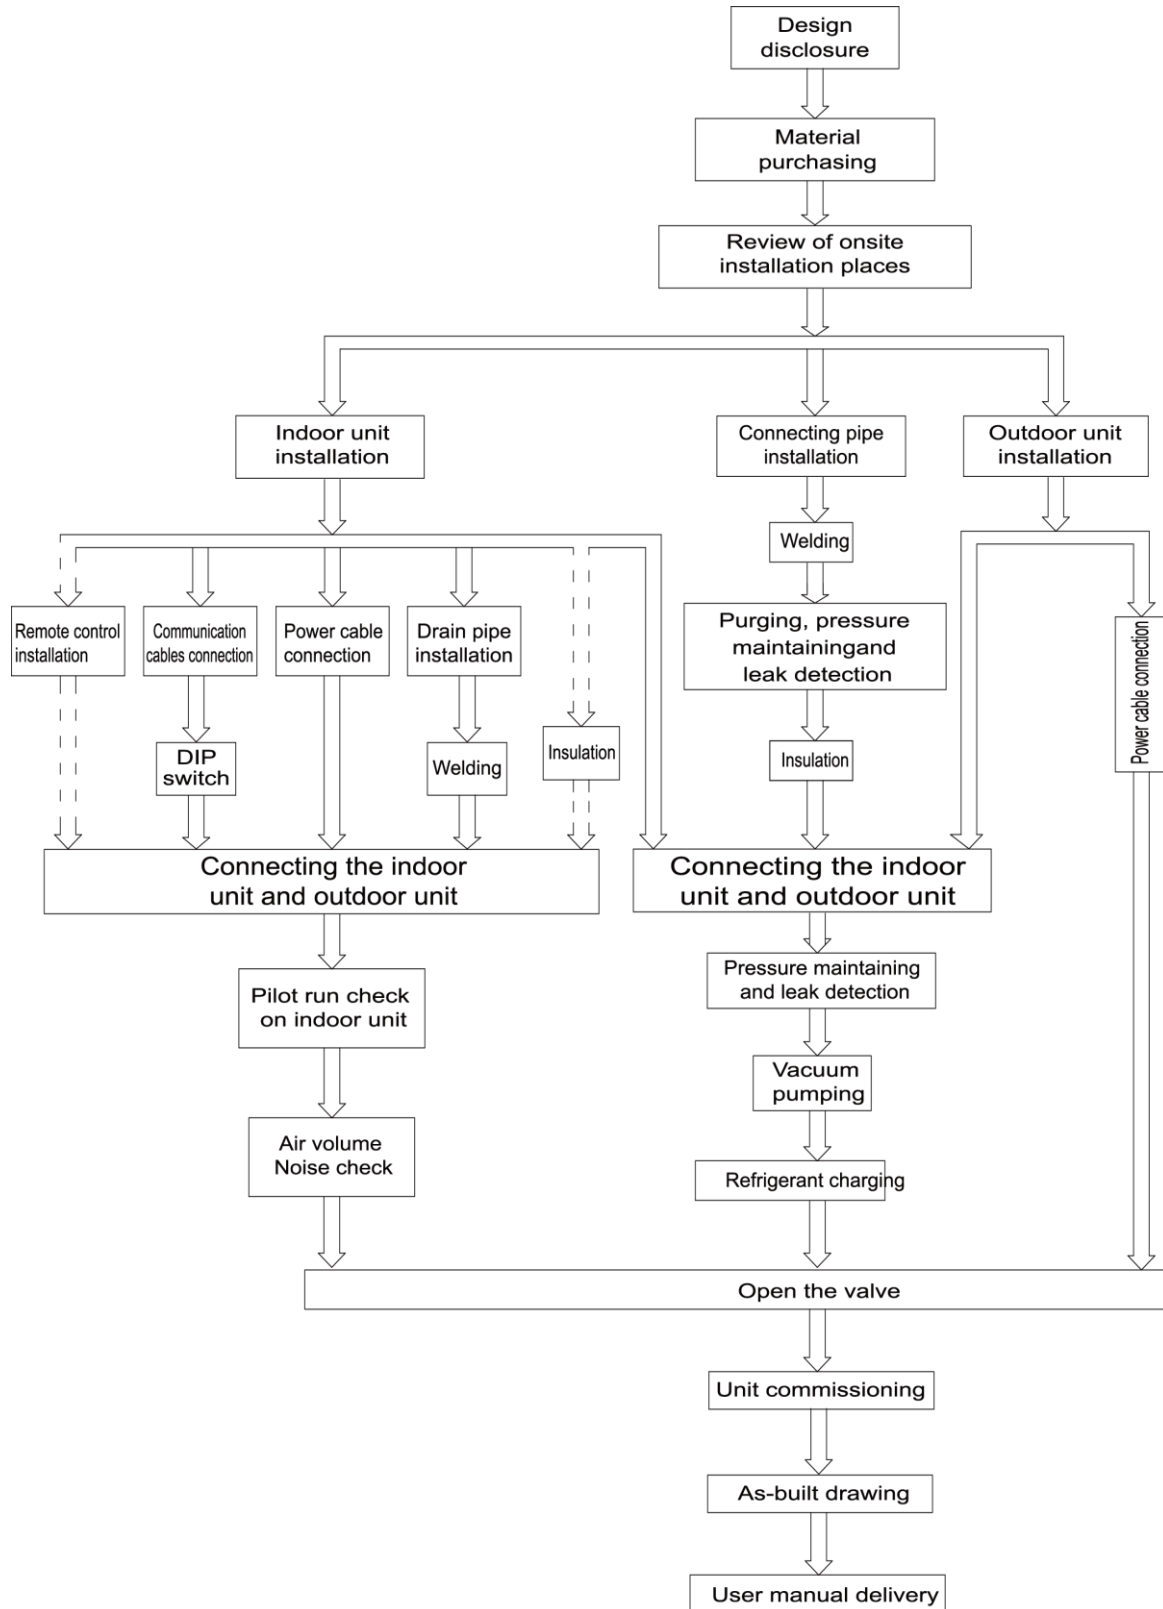 Design
disclosure
Material
purchasing
Review of onsite
installation places
Indoor unit
installation
Connecting pipe
installation
Outdoor unit
installation
Welding
Remote control
installation
Communication
cables connection
Power cable
connection
Drain pipe
installation
Purging, pressure
maintainingand
leak detection
Power cable connection
DIP
switch
Welding
Insulation
Insulation
Connecting the indoor
unit and outdoor unit
Connecting the indoor
unit and outdoor unit
Pilot run check
on indoor unit
Pressure maintaining
and leak detection
Vacuum
pumping
Air volume
Noise check
Refrigerant charging
Open the valve
Unit commissioning
As-built drawing
User manual delivery